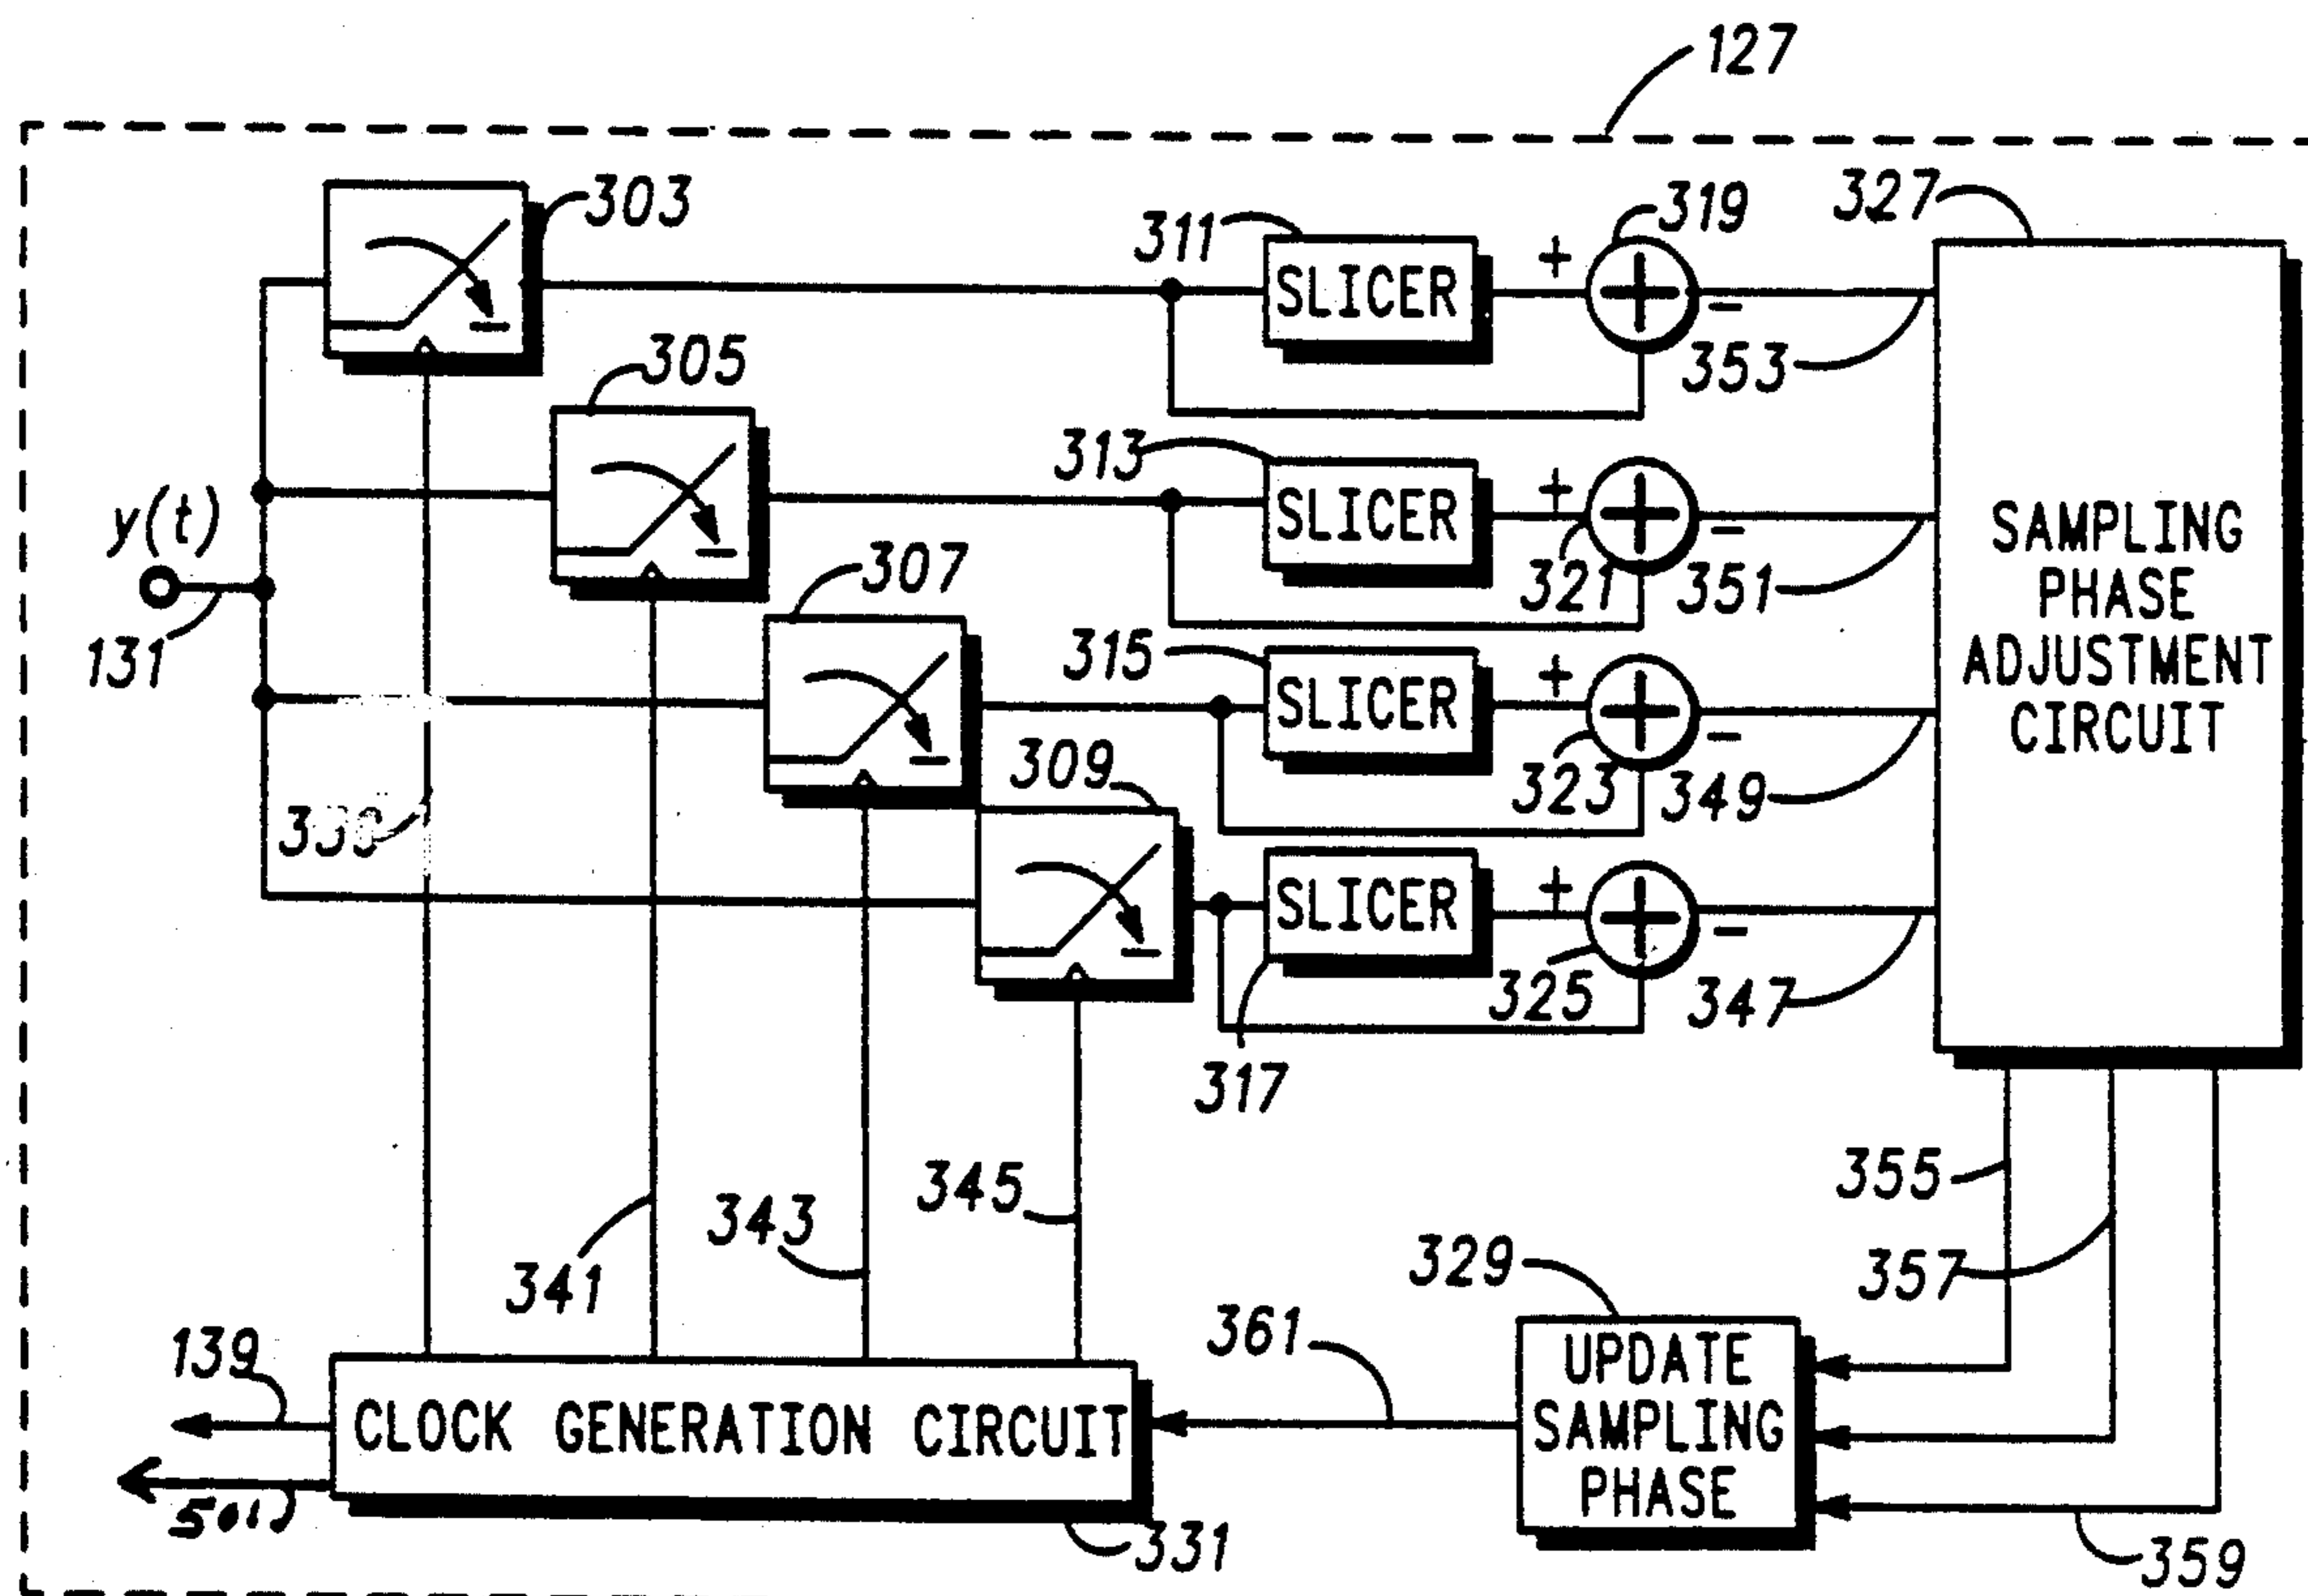 127
303
311
SLICER
+
319
−
353
327
305
313
SLICER
+
321
−
351
y(t)
131
307
315
SLICER
+
323
−
349
SAMPLING
PHASE
ADJUSTMENT
CIRCUIT
309
SLICER
+
325
−
347
317
341
343
345
355
357
329
361
UPDATE
SAMPLING
PHASE
359
139
CLOCK GENERATION CIRCUIT
501
331